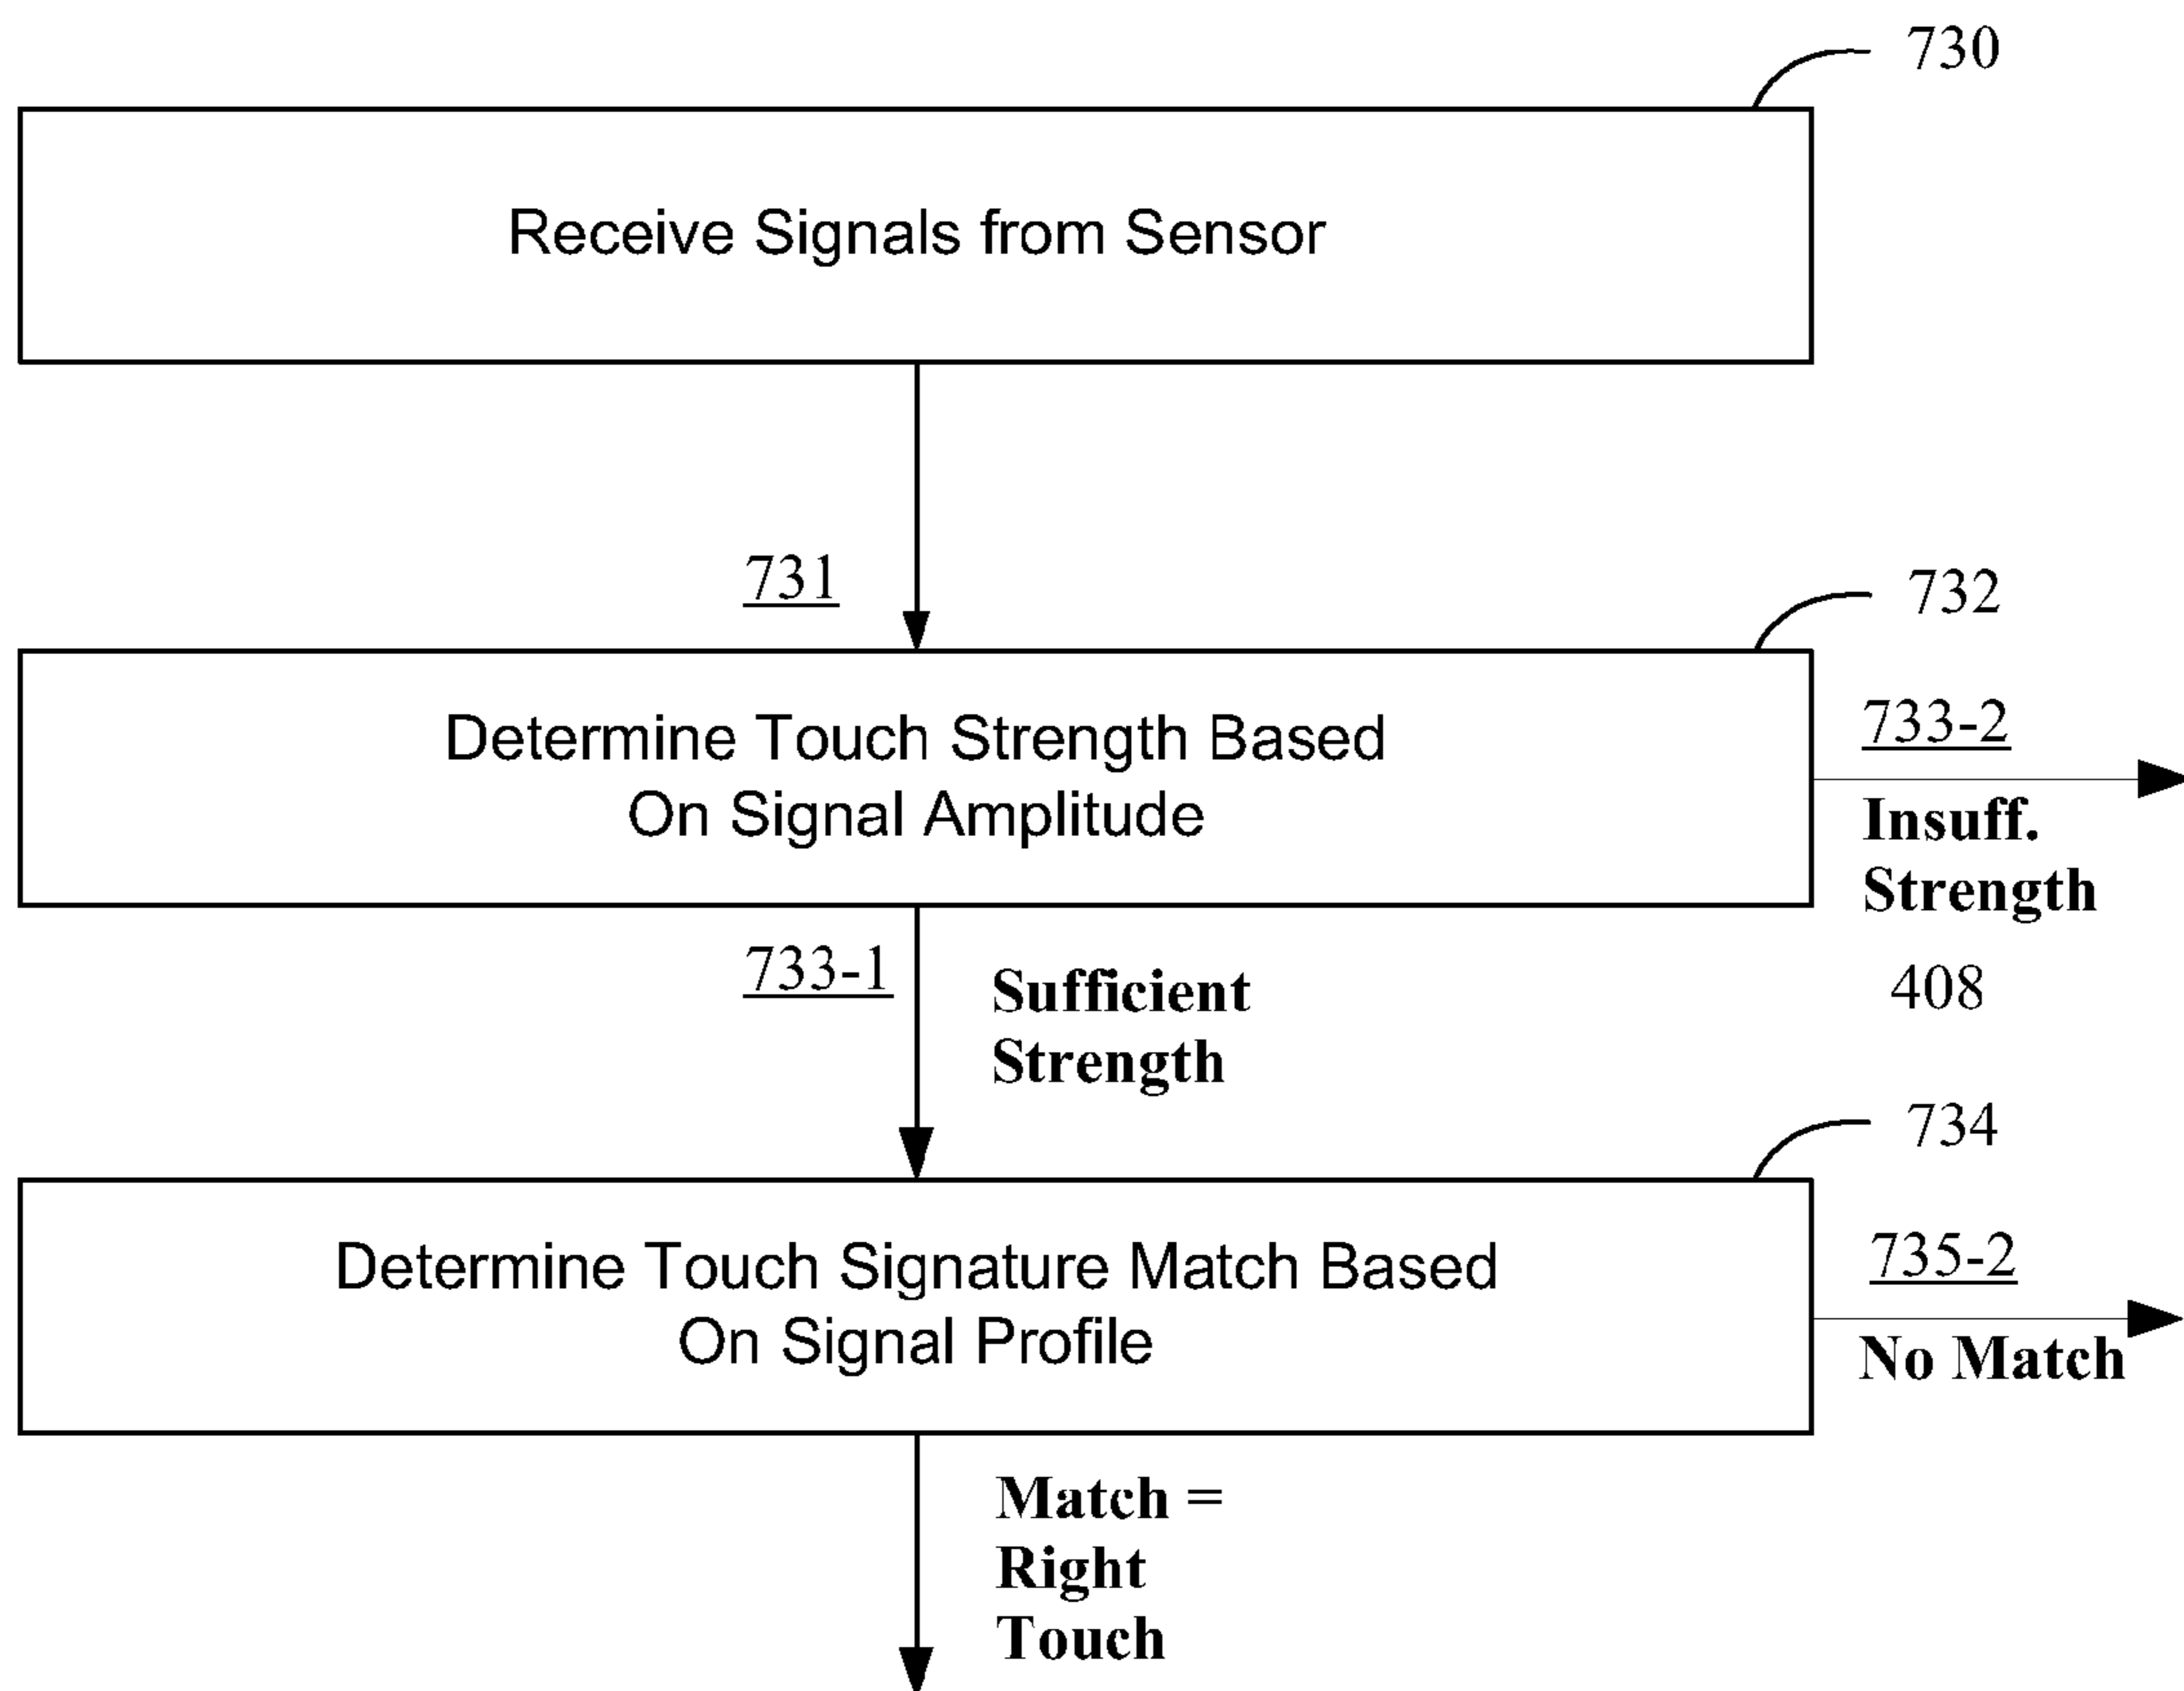 730
Receive Signals from Sensor
731
732
Determine Touch Strength Based
On Signal Amplitude
733-2
Insuff.
Strength
408
733-1
Sufficient
Strength
734
Determine Touch Signature Match Based
On Signal Profile
735-2
No Match
Match =
Right
Touch